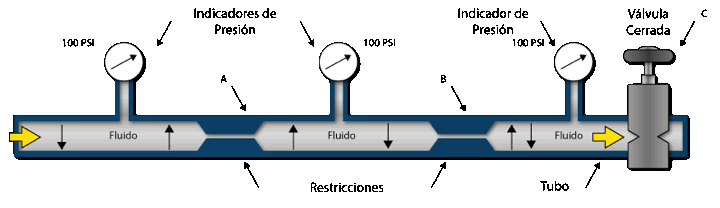 Indicadores de
Presión
Indicador de
Presión
Válvula
Cerrada
C
100 PSI
100 PSI
100 PSI
A
B
Fluido
Fluido
Fluido
Restricciones
Tubo